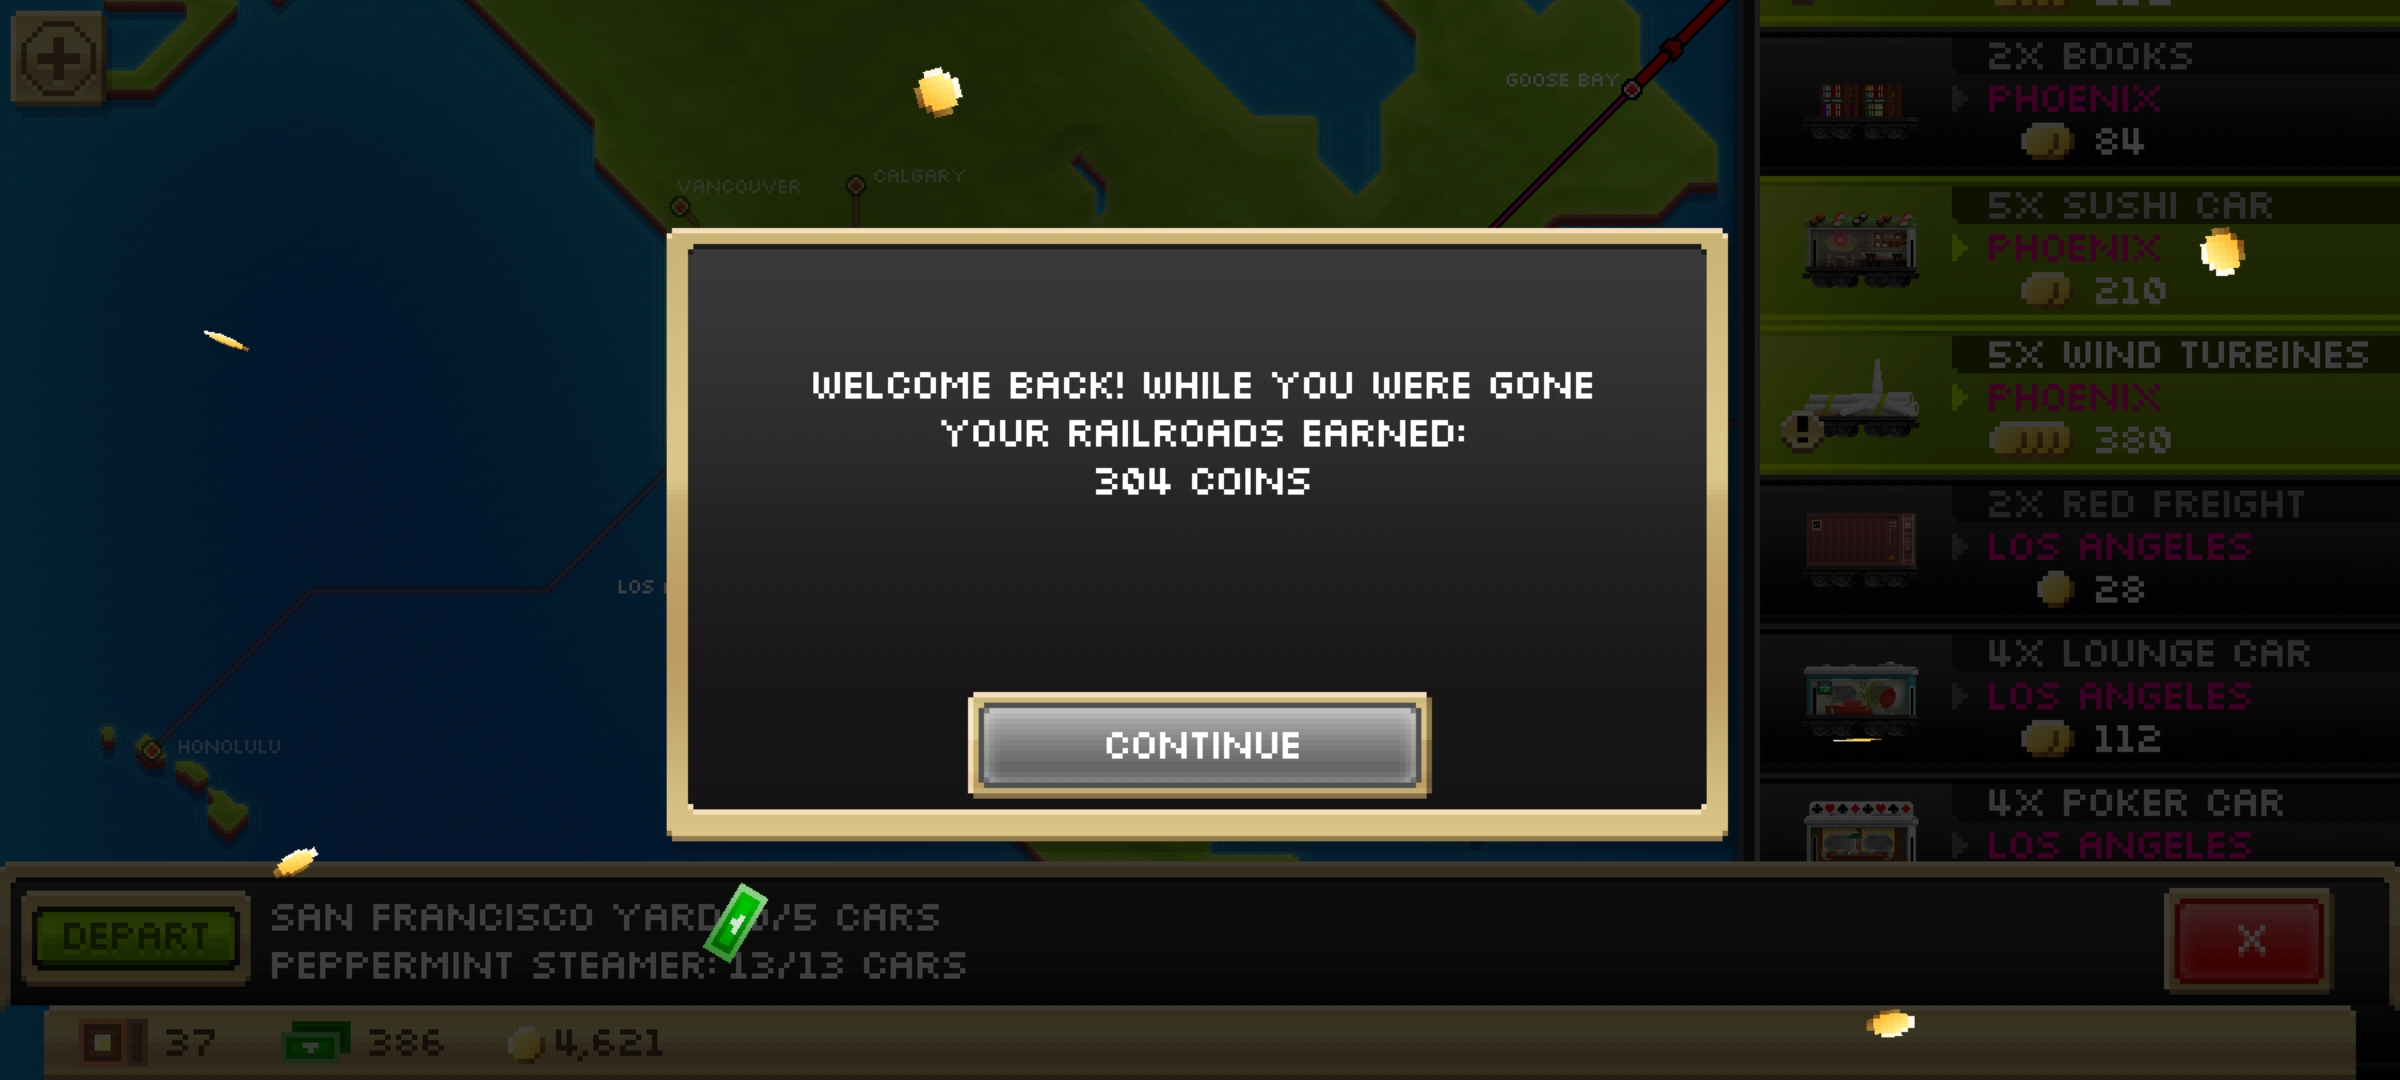 GOOSE BAY
VANCOUVER
CALGARY
WELCOME BACK! WHILE YOU WERE GONE
YOUR RAILROADS EARNED:
304 COINS
CONTINUE
LOS
HONOLULU
2X BOOKS
PHOENIX
84
5X SUSHI CAR
PHOENIX
210
5X WIND TURBINES
PHOENIX
380
2X RED FREIGHT
LOS ANGELES
28
4X LOUNGE CAR
LOS ANGELES
112
4X POKER CAR
LOS ANGELES
DEPART
SAN FRANCISCO YARD /5 CARS
PEPPERMINT STEAMER: 13/13 CARS
X
37 386 4,621